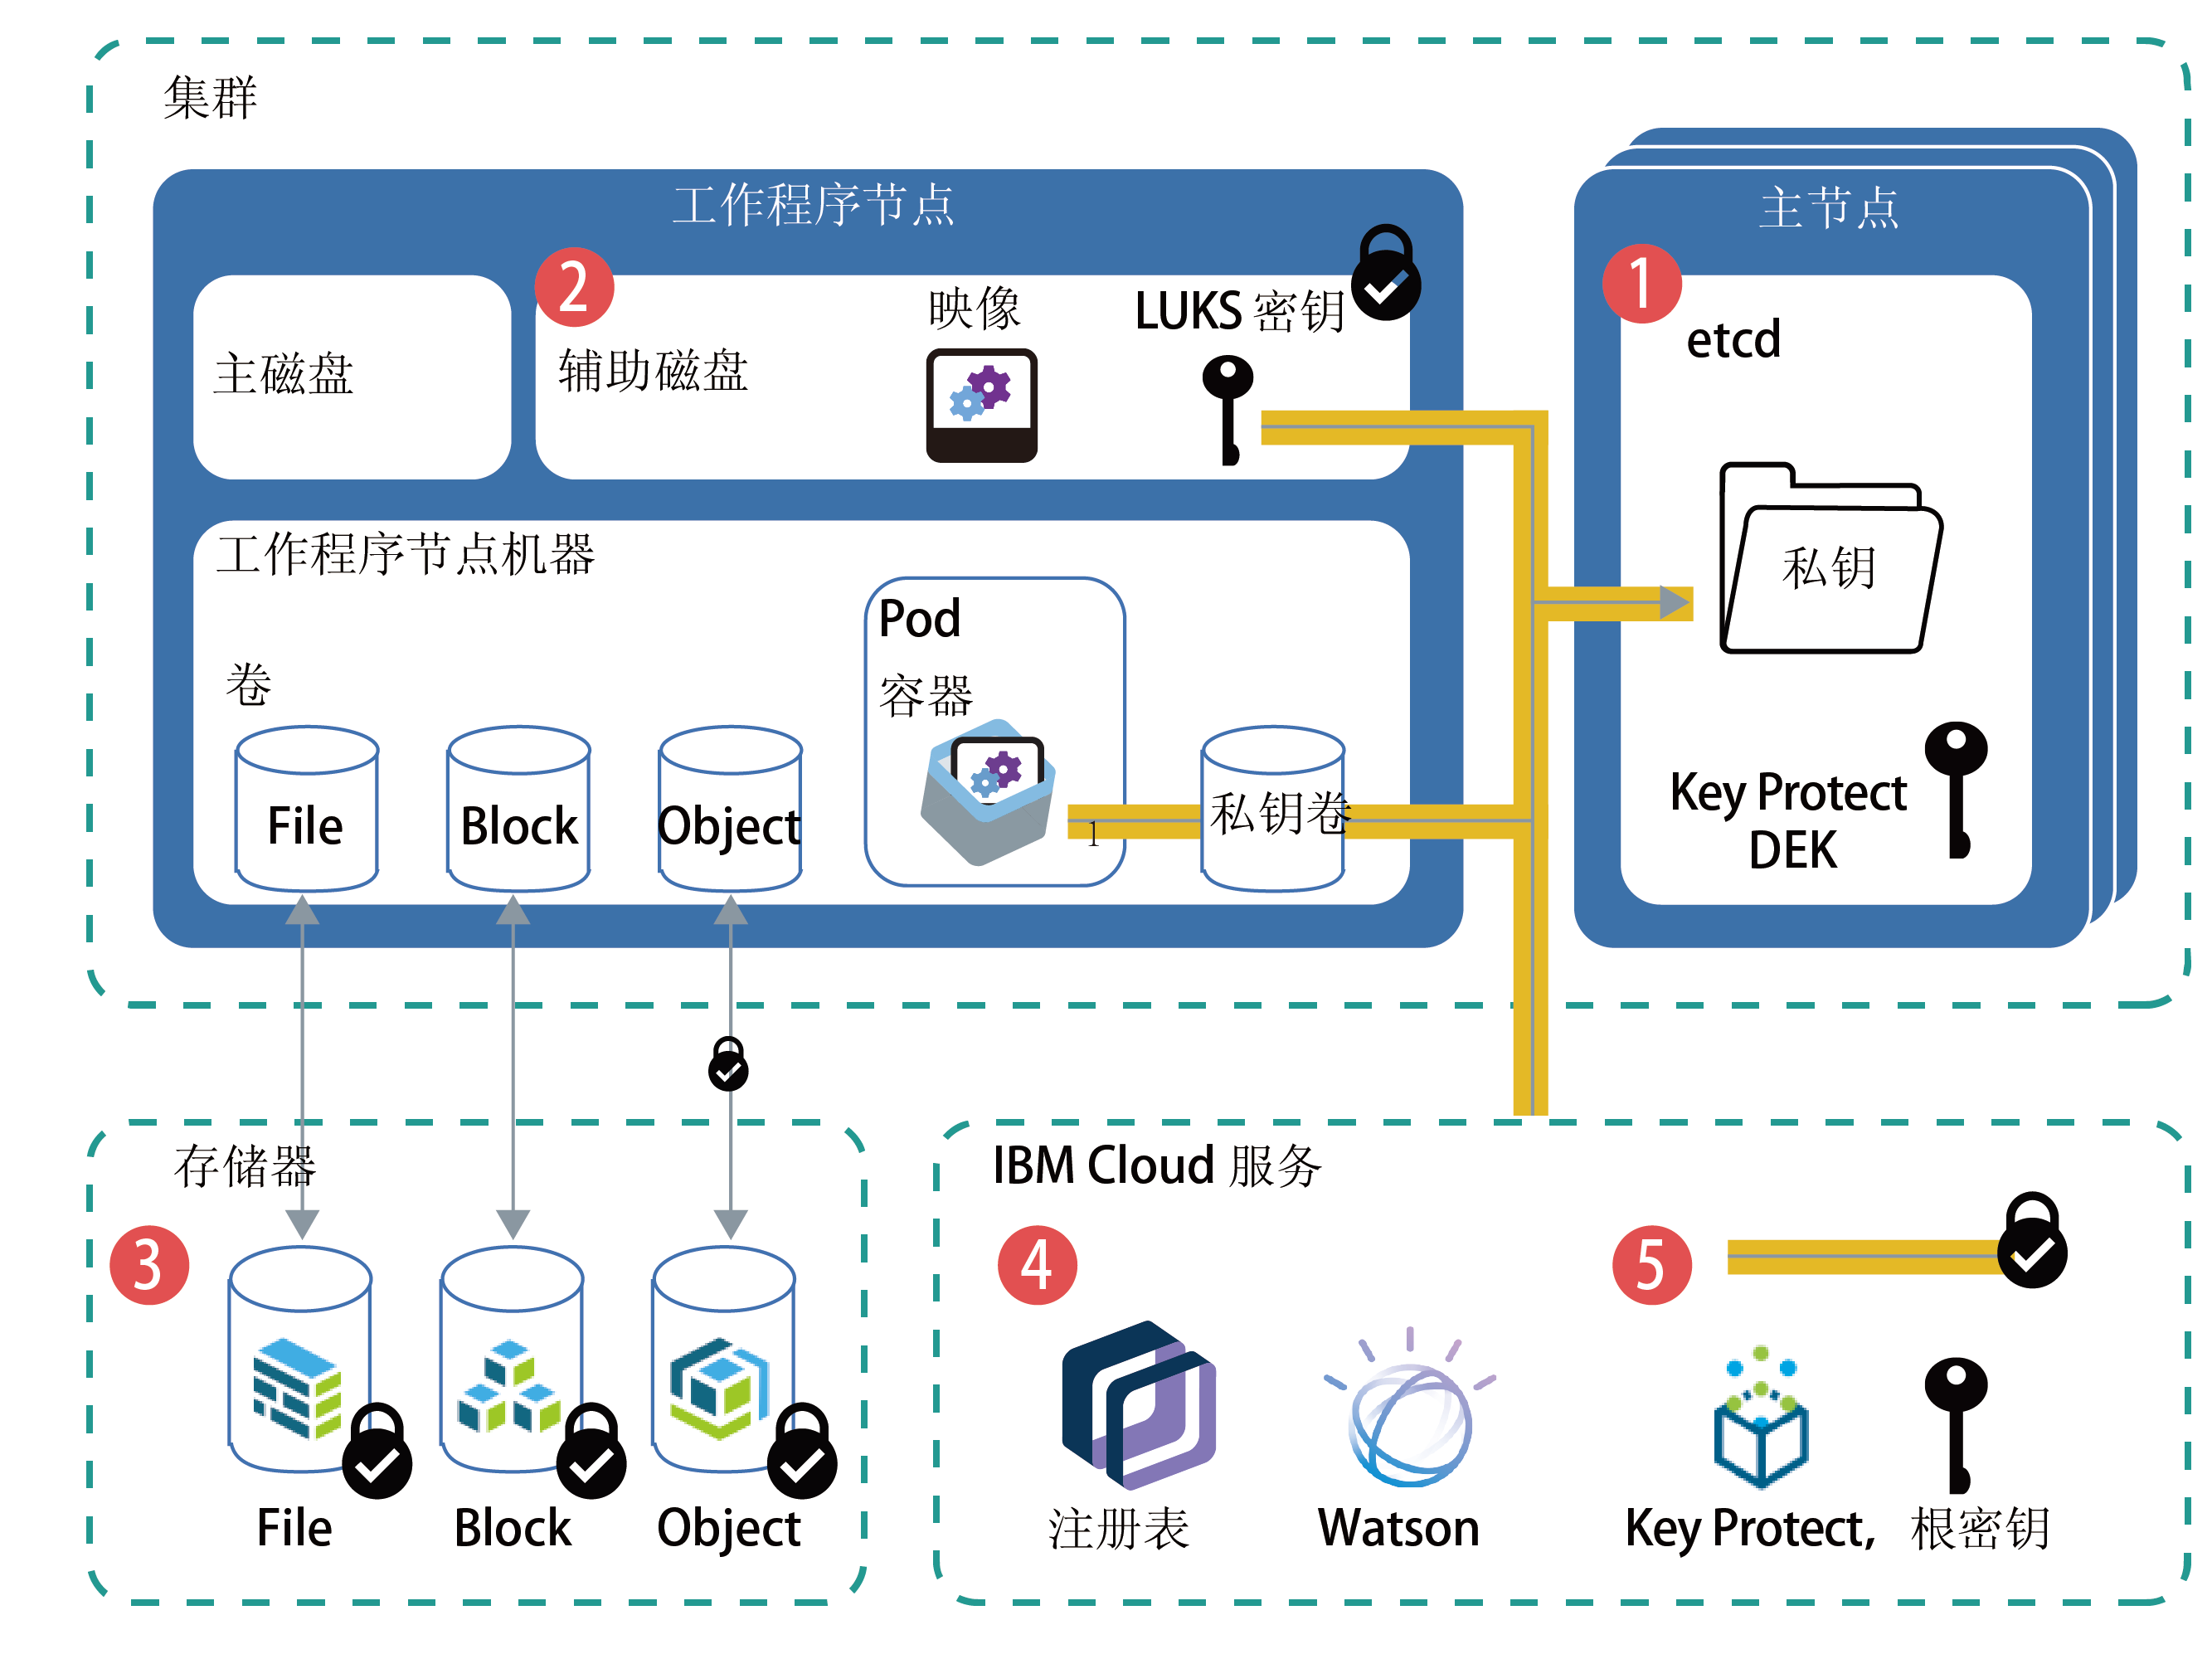 集群
工作程序节点
主磁盘
2
辅助磁盘
映像
LUKS 密钥
工作程序节点机器
卷
File
Block
Object
Pod
容器
1
私钥卷
主节点
1
etcd
私钥
Key Protect
DEK
存储器
3
File
Block
Object
IBM Cloud 服务
4
注册表
Watson
5
Key Protect, 根密钥